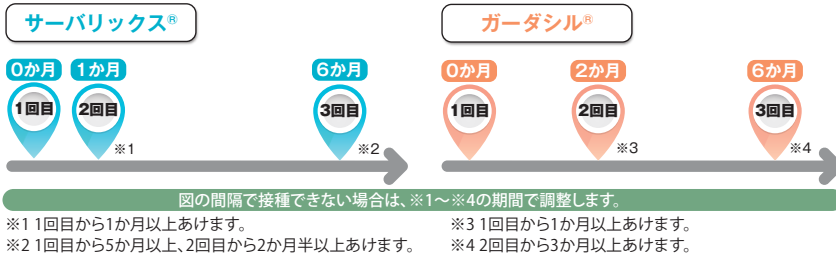 サーバリックス®
0か月 1か月 6か月
1回目 2回目 3回目
※1 ※2
ガーダシル®
0か月 2か月 6か月
1回目 2回目 3回目
※3 ※4
図の間隔で接種できない場合は、※1〜※4の期間で調整します。
※1 1回目から1か月以上あけます。
※2 1回目から5か月以上、2回目から2か月半以上あけます。
※3 1回目から1か月以上あけます。
※4 2回目から3か月以上あけます。